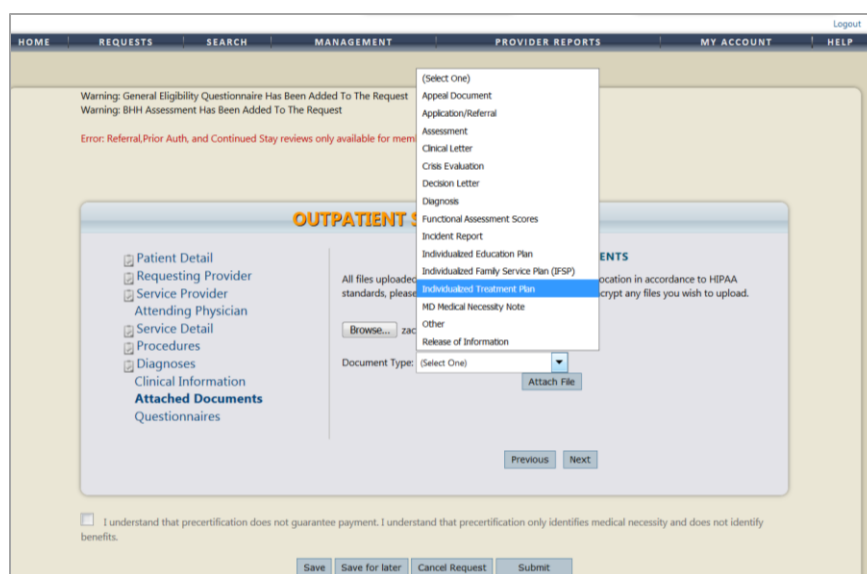 Logout
HOME REQUESTS SEARCH MANAGEMENT PROVIDER REPORTS MY ACCOUNT HELP
Warning: General Eligibility Questionnaire Has Been Added To The Request
Warning: BHH Assessment Has Been Added To The Request
Error: Referral,Prior Auth, and Continued Stay reviews only available for mem
(Select One)
Appeal Document
Application/Referral
Assessment
Clinical Letter
Crisis Evaluation
Decision Letter
Diagnosis
Functional Assessment Scores
Incident Report
Individualized Education Plan
Individualized Family Service Plan (IFSP)
Individualized Treatment Plan
MD Medical Necessity Note
Other
Release of Information
OUTPATIENT S
Patient Detail
Requesting Provider
Service Provider
Attending Physician
Service Detail
Procedures
Diagnoses
Clinical Information
Attached Documents
Questionnaires
ENTS
All files uploaded ocation in accordance to HIPAA
standards, please crypt any files you wish to upload.
Browse... zac
Document Type: (Select One)
Attach File
Previous Next
I understand that precertification does not guarantee payment. I understand that precertification only identifies medical necessity and does not identify
benefits.
Save Save for later Cancel Request Submit